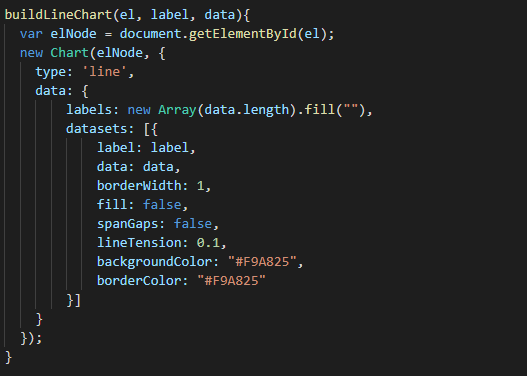 buildLineChart(el, label, data){
var elNode = document.getElementById(el);
new Chart(elNode, {
type: 'line',
data: {
labels: new Array(data.length).fill(""),
datasets: [{
label: label,
data: data,
borderWidth: 1,
fill: false,
spanGaps: false,
lineTension: 0.1,
backgroundColor: "#F9A825",
borderColor: "#F9A825"
}]
}
});
}